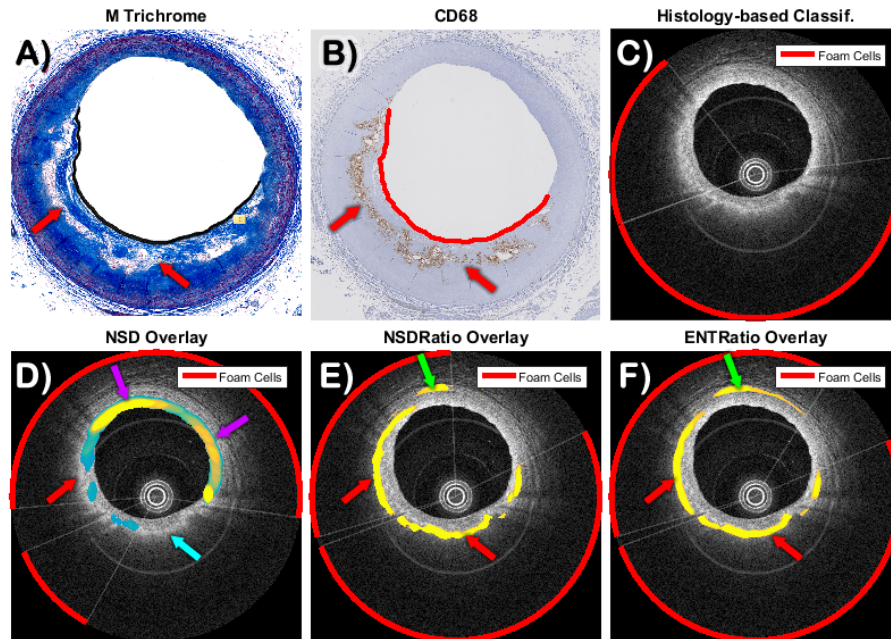 M Trichrome
CD68
Histology-based Classif.
A)
B)
C)
Foam Cells
NSD Overlay
NSDRatio Overlay
ENTRatio Overlay
D)
Foam Cells
E)
Foam Cells
F)
Foam Cells